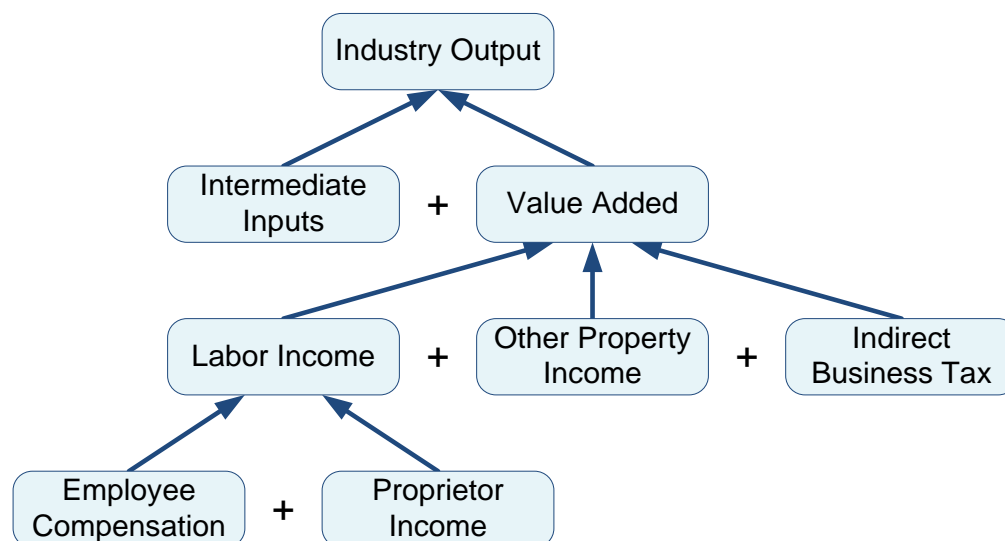 Industry Output
Intermediate
Inputs
+
Value Added
Labor Income
+
Other Property
Income
+
Indirect
Business Tax
Employee
Compensation
+
Proprietor
Income